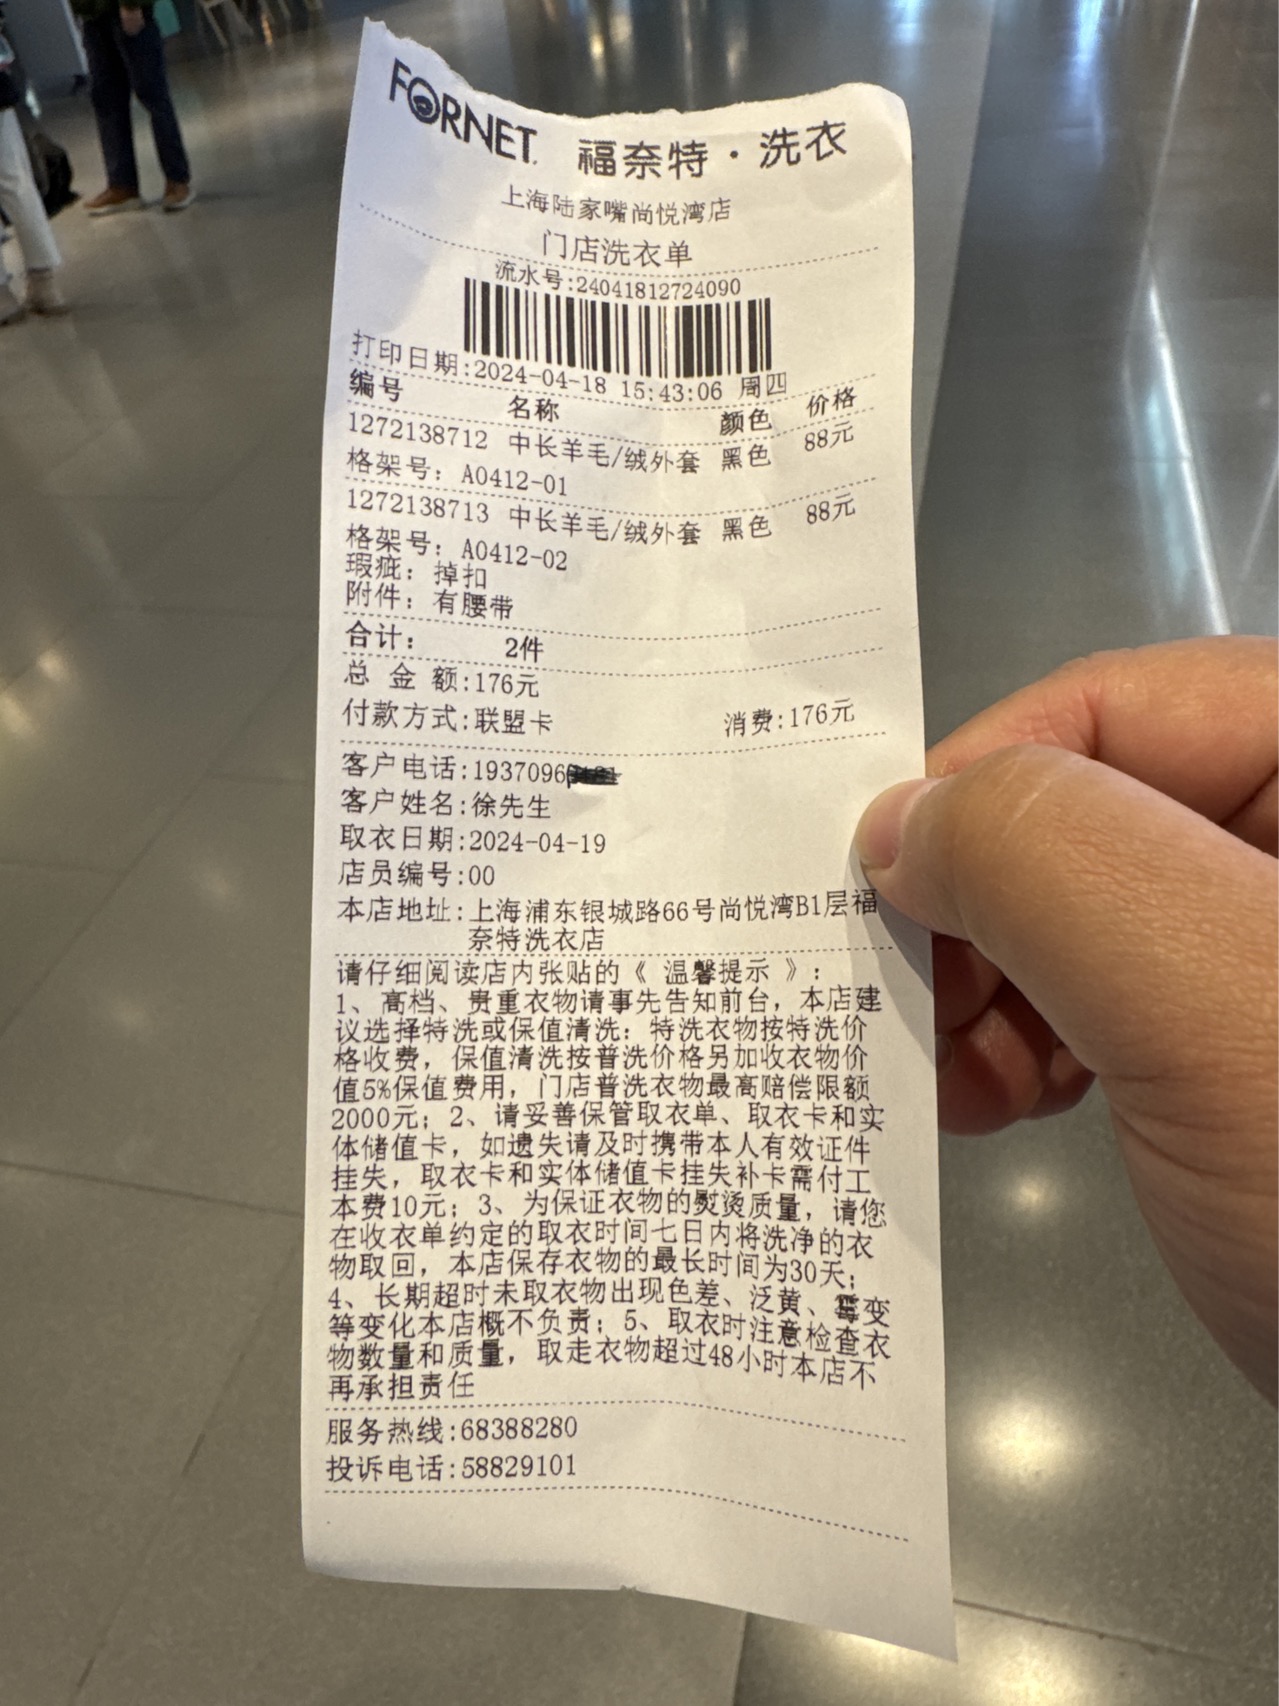 FORNET 福奈特·洗衣
上海陆家嘴尚悦湾店
门店洗衣单
流水号:24041812724090
打印日期:2024-04-18 15:43:06 周四
编号 名称 颜色 价格
1272138712 中长羊毛/绒外套 黑色 88元
格架号: A0412-01
1272138713 中长羊毛/绒外套 黑色 88元
格架号: A0412-02
瑕疵: 掉扣
附件: 有腰带
合计: 2件
总 金 额:176元
付款方式:联盟卡 消费:176元
客户电话:1937096
客户姓名:徐先生
取衣日期:2024-04-19
店员编号:00
本店地址:上海浦东银城路66号尚悦湾B1层福
奈特洗衣店
请仔细阅读店内张贴的《 温馨提示 》:
1、高档、贵重衣物请事先告知前台，本店建
议选择特洗或保值清洗: 特洗衣物按特洗价
格收费，保值清洗按普洗价格另加收衣物价
值5%保值费用，门店普洗衣物最高赔偿限额
2000元；2、请妥善保管取衣单、取衣卡和实
体储值卡，如遗失请及时携带本人有效证件
挂失，取衣卡和实体储值卡挂失补卡需付工
本费10元；3、为保证衣物的熨烫质量，请您
在收衣单约定的取衣时间七日内将洗净的衣
物取回，本店保存衣物的最长时间为30天；
4、长期超时未取衣物出现色差、泛黄、霉变
等变化本店概不负责；5、取衣时注意检查衣
物数量和质量，取走衣物超过48小时本店不
再承担责任
服务热线:68388280
投诉电话:58829101